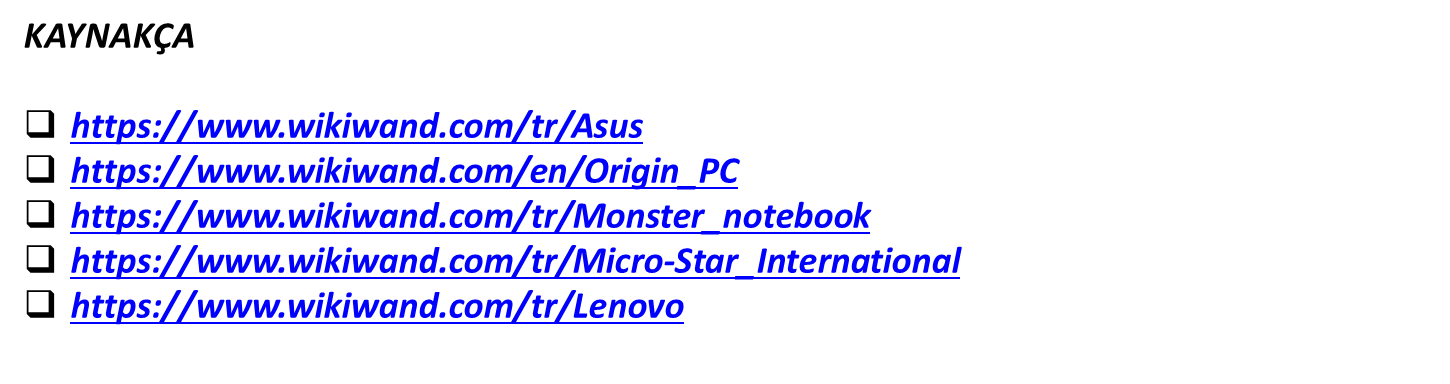 KAYNAKÇA
❑ https://www.wikiwand.com/tr/Asus
❑ https://www.wikiwand.com/en/Origin_PC
❑ https://www.wikiwand.com/tr/Monster_notebook
❑ https://www.wikiwand.com/tr/Micro-Star_International
❑ https://www.wikiwand.com/tr/Lenovo